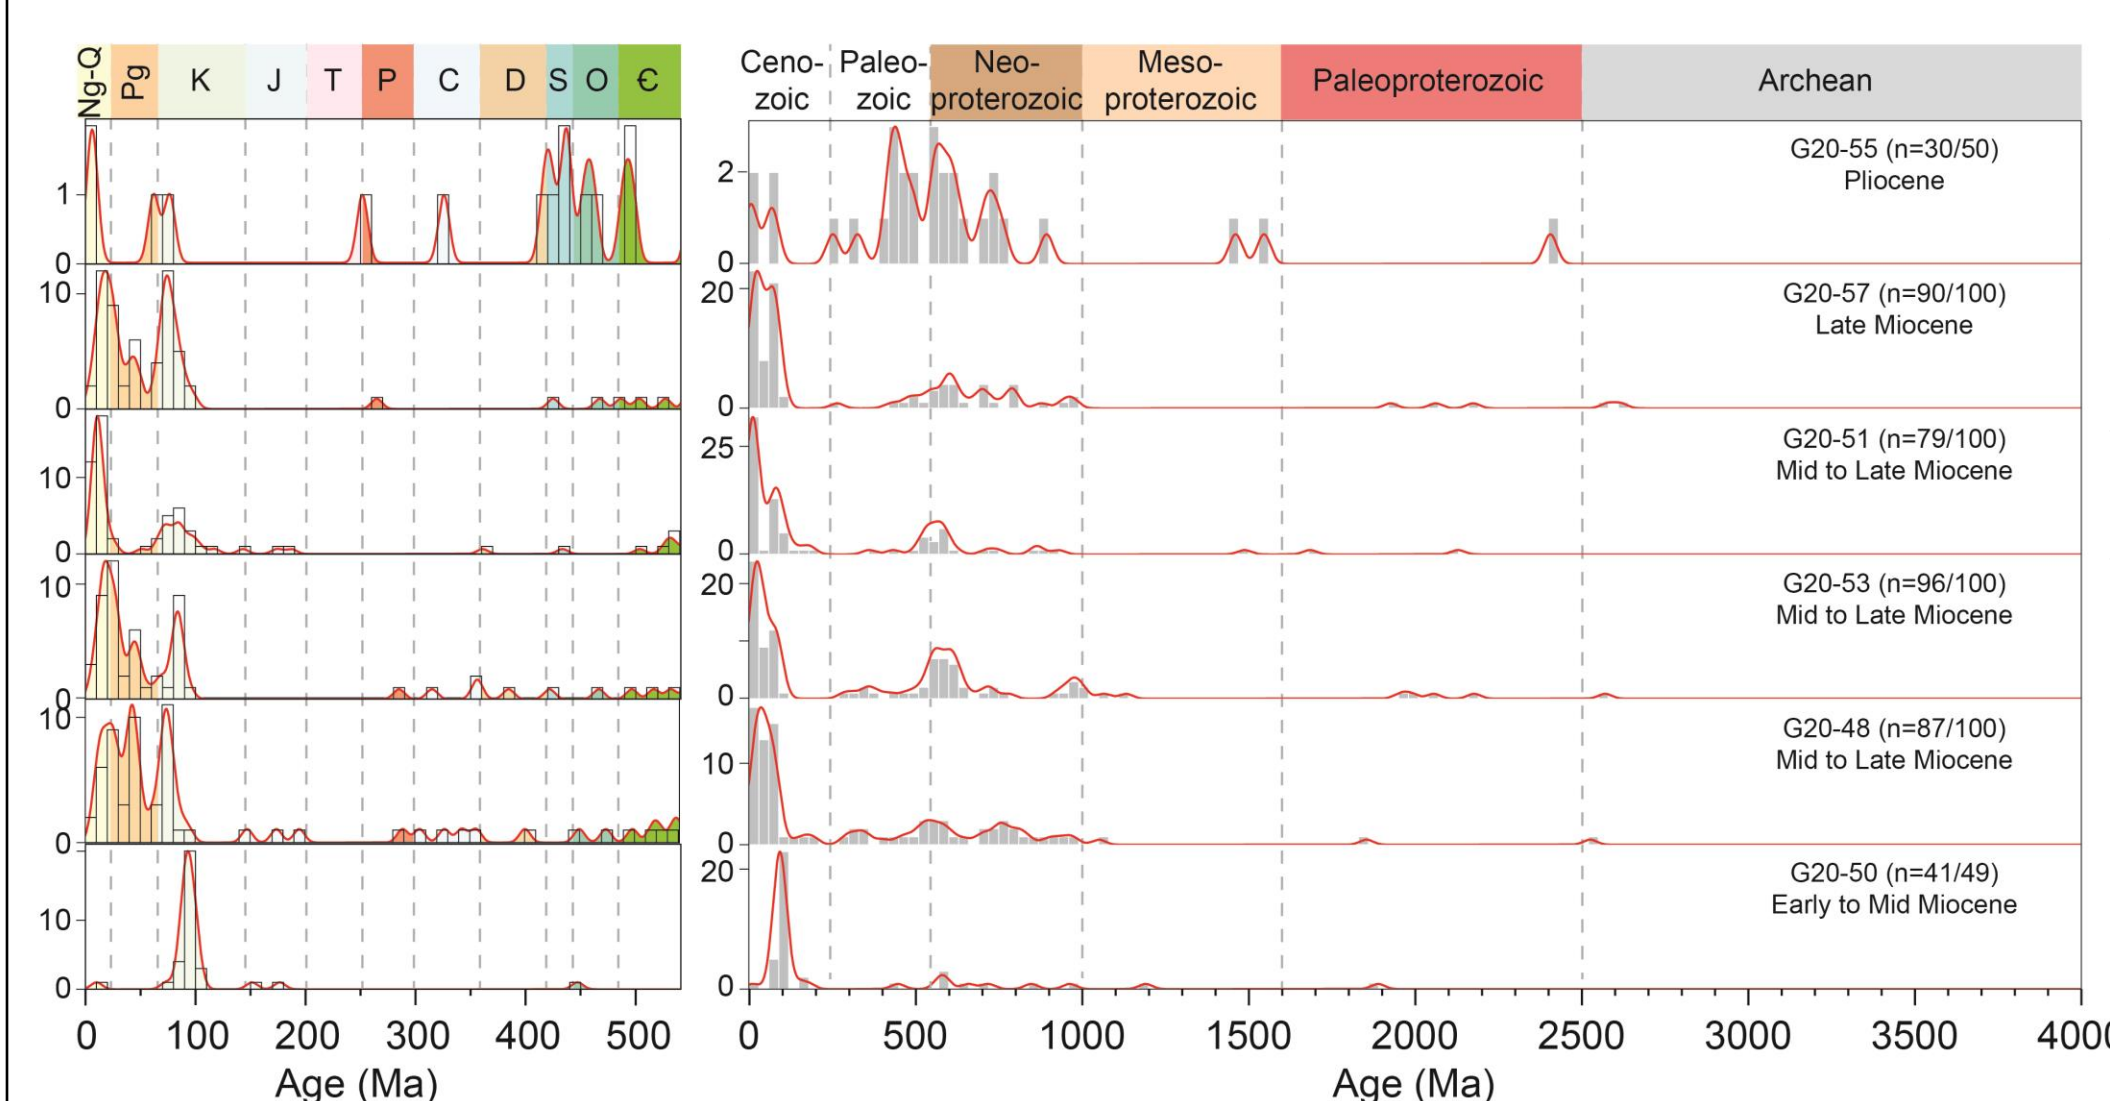 Ng-Q Pg K J T P C D S O Є
Ceno-
zoic
Paleo-
zoic
Neo-
proterozoic
Meso-
proterozoic
Paleoproterozoic
Archean
1
0
2
0
G20-55 (n=30/50)
Pliocene
10
0
20
0
G20-57 (n=90/100)
Late Miocene
10
0
25
0
G20-51 (n=79/100)
Mid to Late Miocene
10
0
20
0
G20-53 (n=96/100)
Mid to Late Miocene
10
0
10
0
G20-48 (n=87/100)
Mid to Late Miocene
10
0
20
0
G20-50 (n=41/49)
Early to Mid Miocene
0 100 200 300 400 500
0 500 1000 1500 2000 2500 3000 3500 4000
Age (Ma)
Age (Ma)